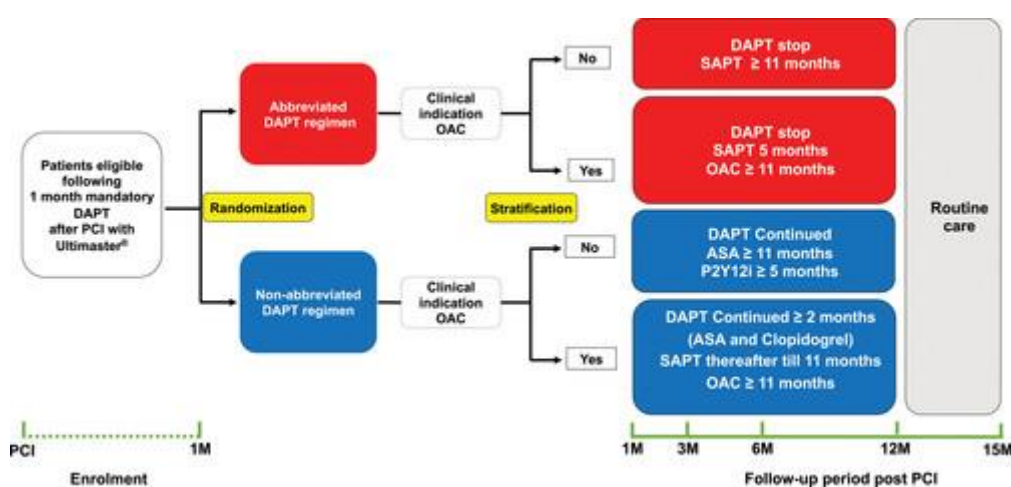 Patients eligible
following
1 month mandatory
DAPT
after PCI with
Ultimaster®
Randomization
Abbreviated
DAPT regimen
Clinical
indication
OAC
No
Yes
Non-abbreviated
DAPT regimen
Clinical
indication
OAC
Stratification
No
Yes
DAPT stop
SAPT ≥ 11 months
DAPT stop
SAPT 5 months
OAC ≥ 11 months
DAPT Continued
ASA ≥ 11 months
P2Y12i ≥ 5 months
DAPT Continued ≥ 2 months
(ASA and Clopidogrel)
SAPT thereafter till 11 months
OAC ≥ 11 months
Routine
care
PCI
1M
Enrolment
1M
3M
6M
12M
15M
Follow-up period post PCI